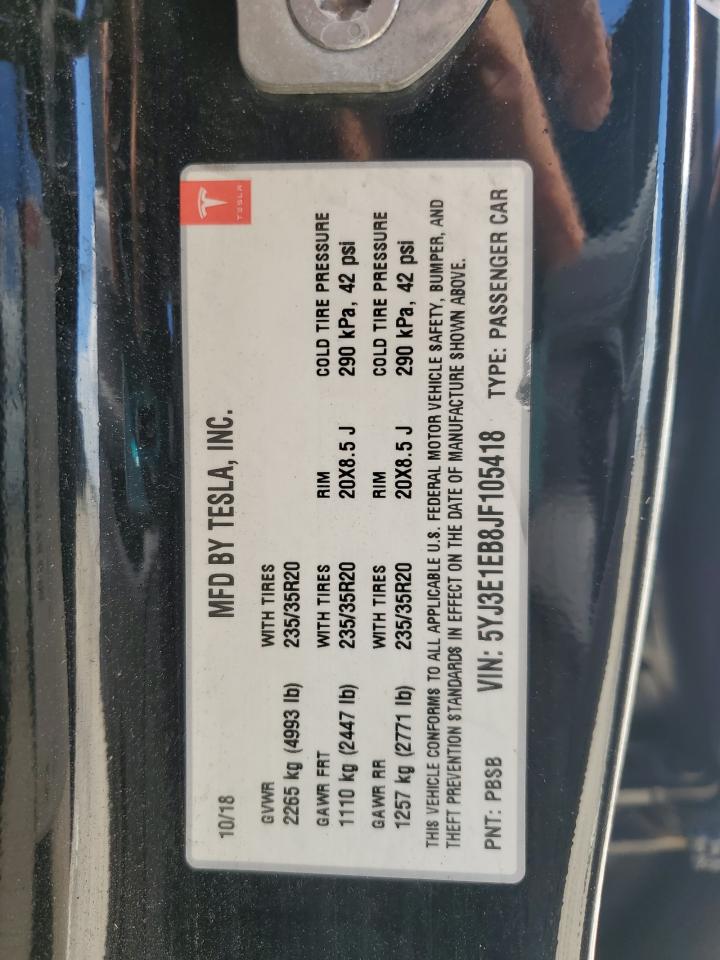 TESLA
10/18 MFD BY TESLA, INC.
GVWR WITH TIRES
2265 kg (4993 lb) 235/35R20
GAWR FRT WITH TIRES RIM COLD TIRE PRESSURE
1110 kg (2447 lb) 235/35R20 20X8.5 J 290 kPa, 42 psi
GAWR RR WITH TIRES RIM COLD TIRE PRESSURE
1257 kg (2771 lb) 235/35R20 20X8.5 J 290 kPa, 42 psi
THIS VEHICLE CONFORMS TO ALL APPLICABLE U.S. FEDERAL MOTOR VEHICLE SAFETY, BUMPER, AND
THEFT PREVENTION STANDARDS IN EFFECT ON THE DATE OF MANUFACTURE SHOWN ABOVE.
PNT: PBSB VIN: 5YJ3E1EB8JF105418 TYPE: PASSENGER CAR